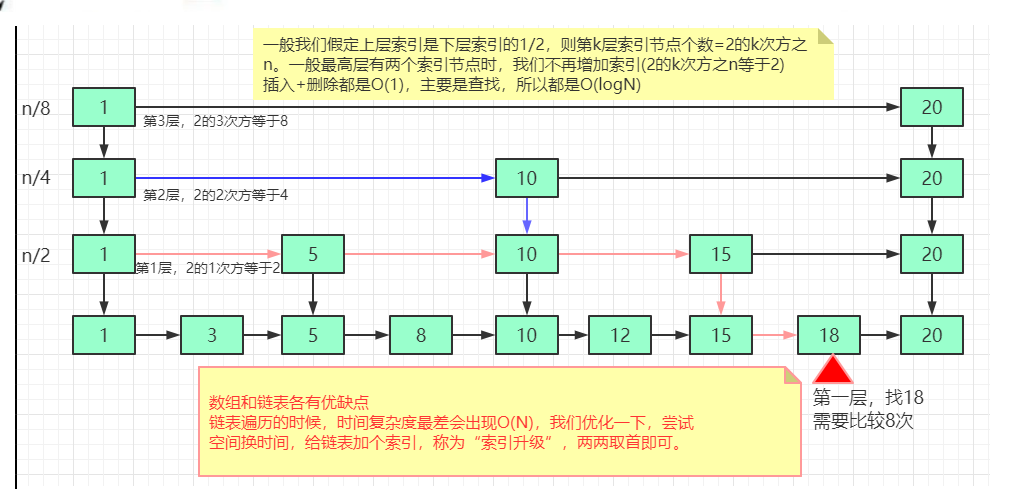 一般我们假定上层索引是下层索引的1/2，则第k层索引节点个数=2的k次方之
n。一般最高层有两个索引节点时，我们不再增加索引(2的k次方之n等于2)
插入+删除都是O(1)，主要是查找，所以都是O(logN)
n/8 1 20
第3层，2的3次方等于8
n/4 1 10 20
第2层，2的2次方等于4
n/2 1 5 10 15 20
第1层，2的1次方等于2
1 3 5 8 10 12 15 18 20
第一层，找18
需要比较8次
数组和链表各有优缺点
链表遍历的时候，时间复杂度最差会出现O(N)，我们优化一下，尝试
空间换时间，给链表加个索引，称为“索引升级”，两两取首即可。